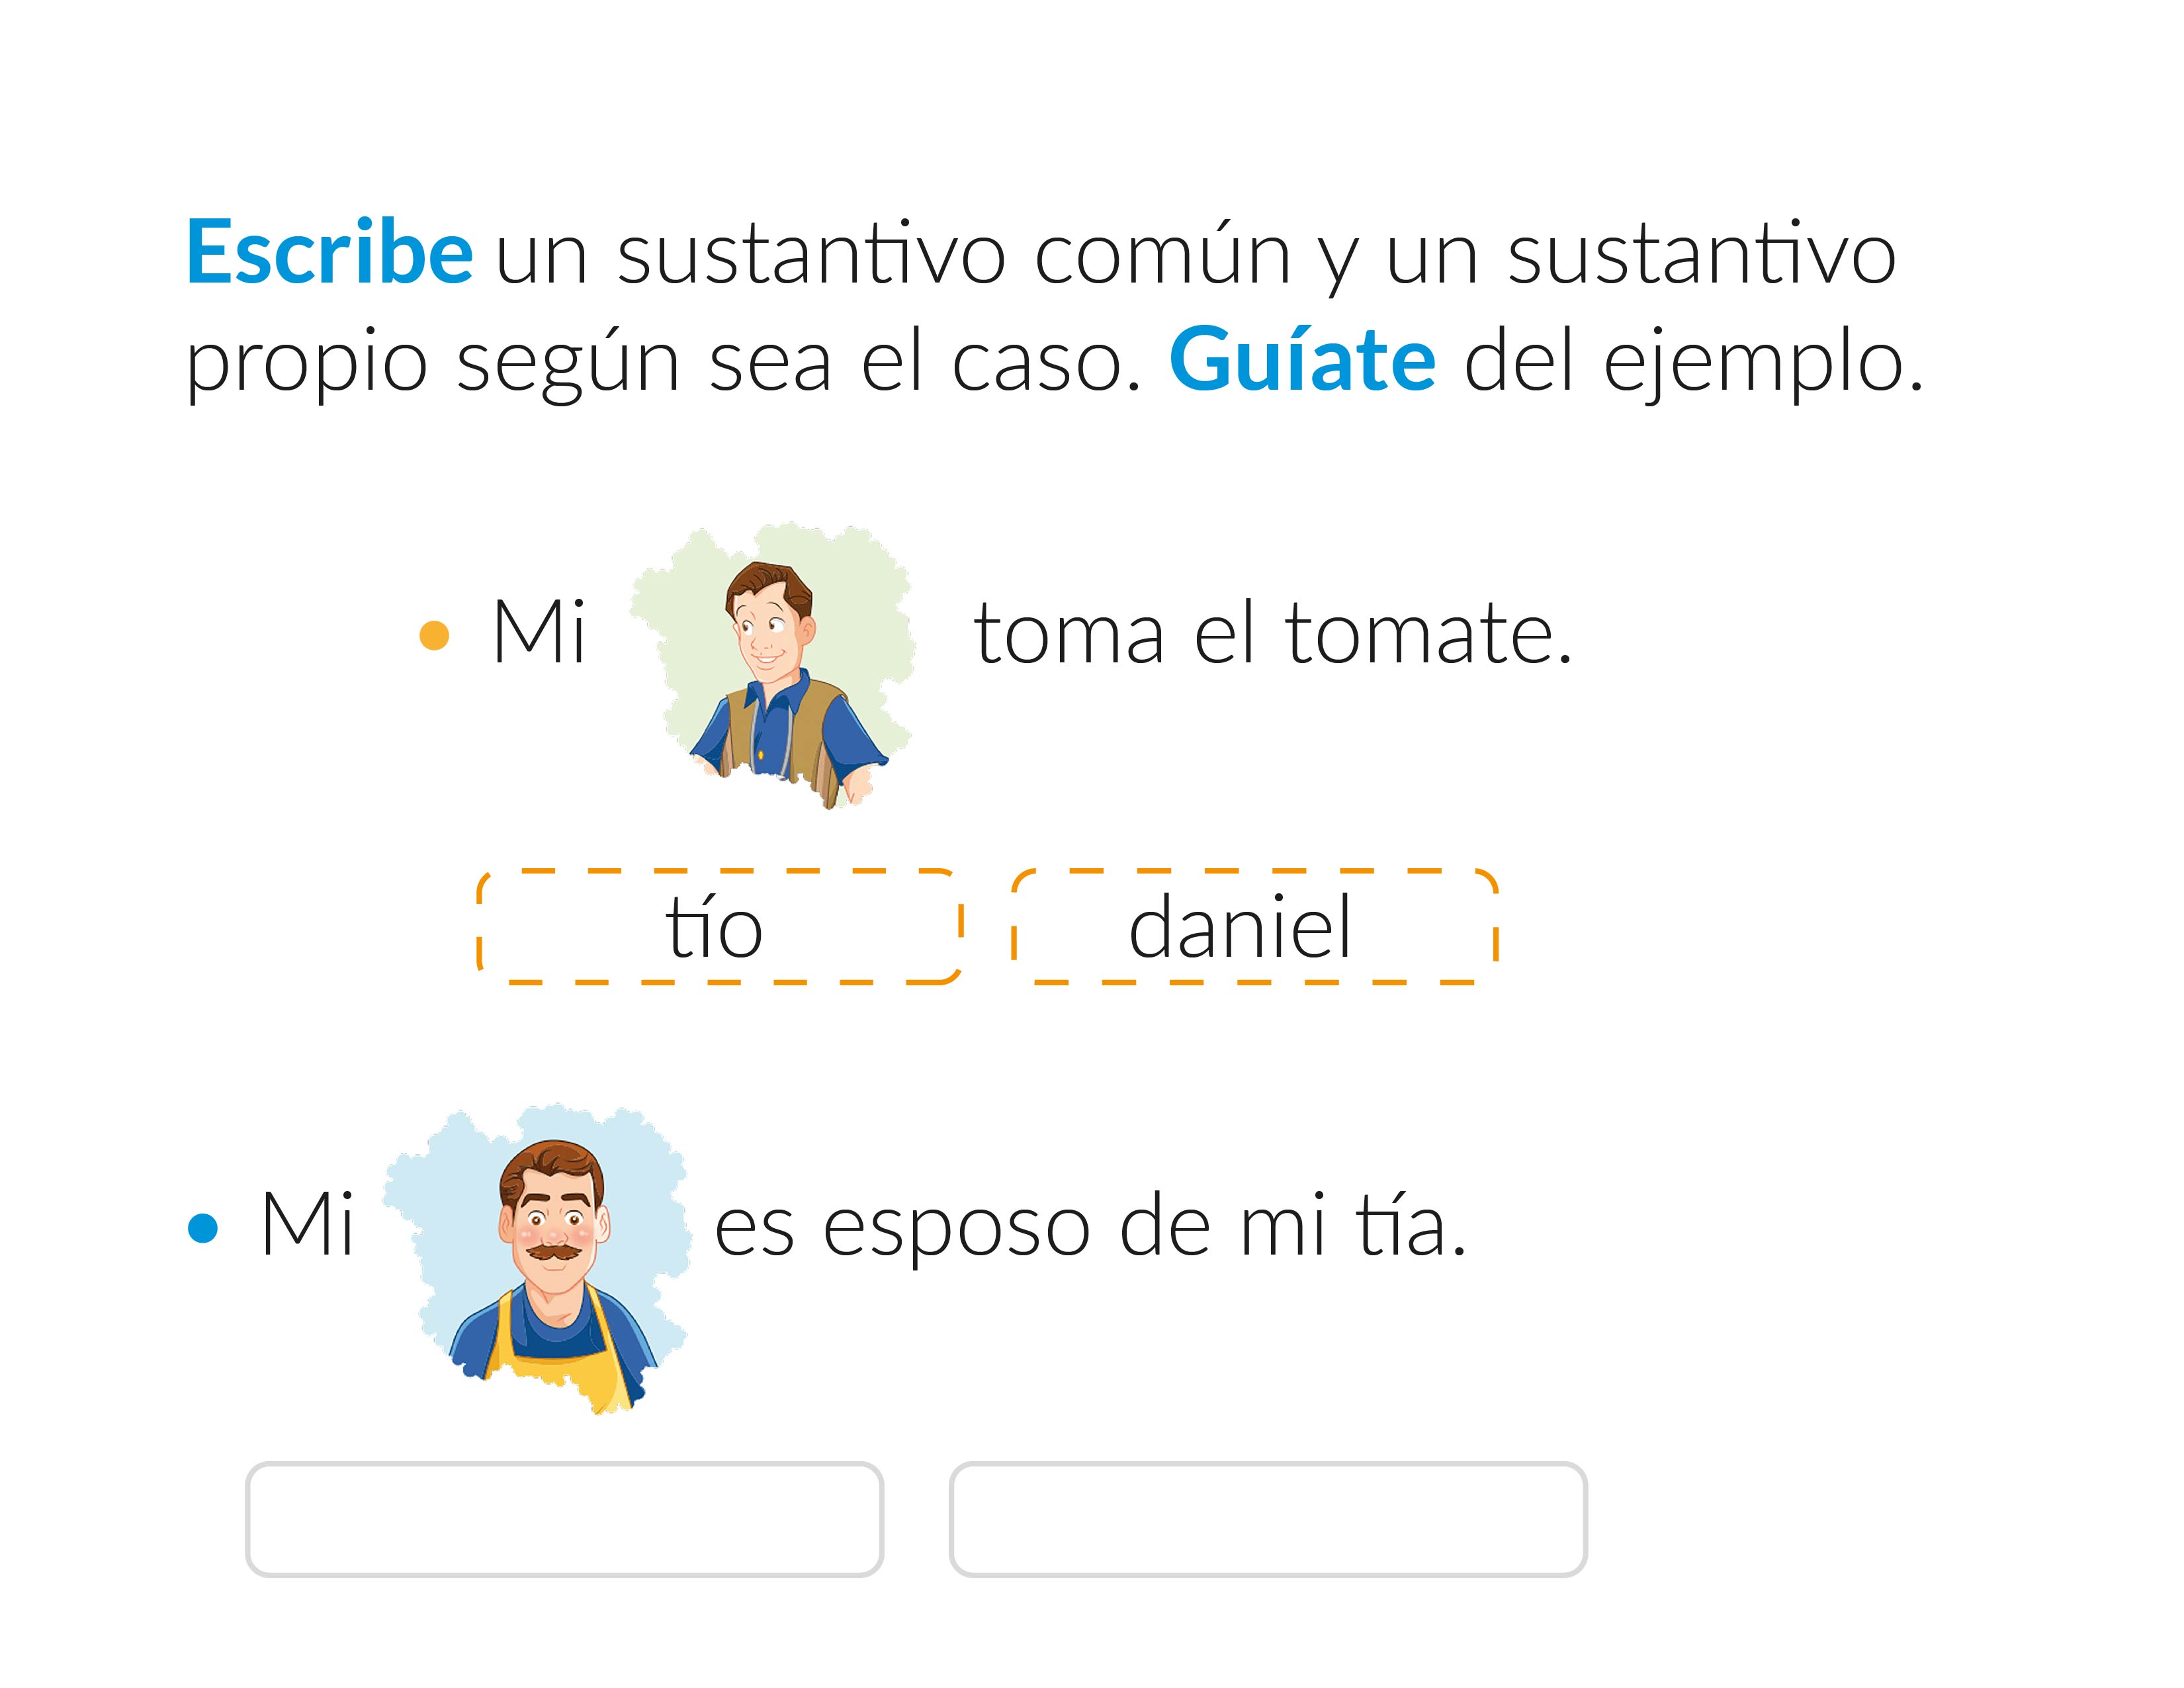 Escribe un sustantivo común y un sustantivo
propio según sea el caso. Guíate del ejemplo.
Mi toma el tomate.
tío daniel
Mi es esposo de mi tía.